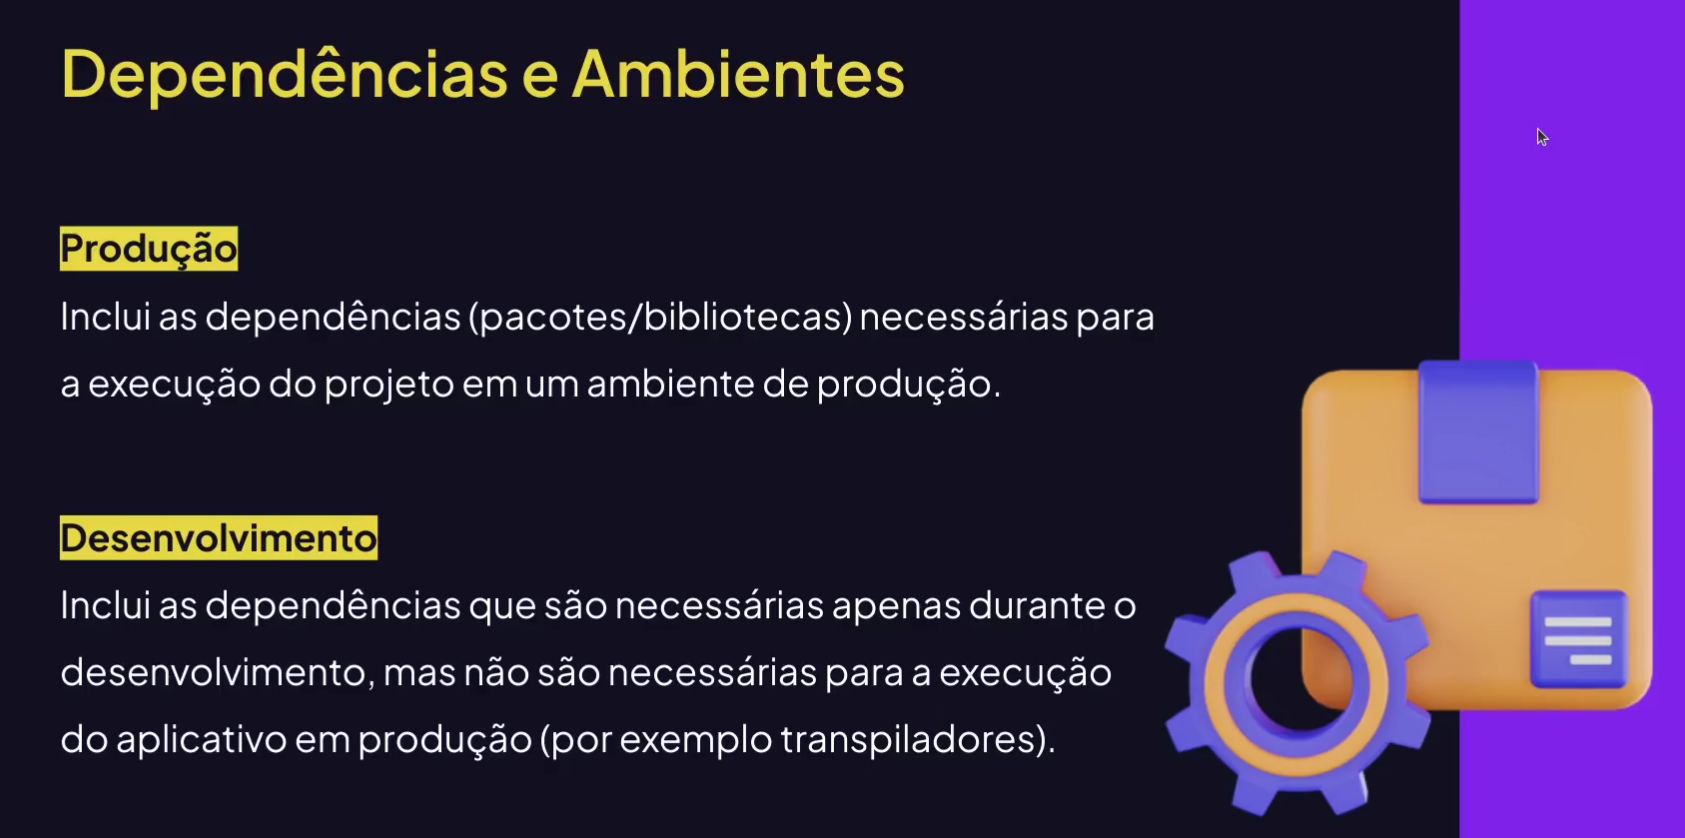 Dependências e Ambientes
Produção
Inclui as dependências (pacotes/bibliotecas) necessárias para
a execução do projeto em um ambiente de produção.
Desenvolvimento
Inclui as dependências que são necessárias apenas durante o
desenvolvimento, mas não são necessárias para a execução
do aplicativo em produção (por exemplo transpiladores).